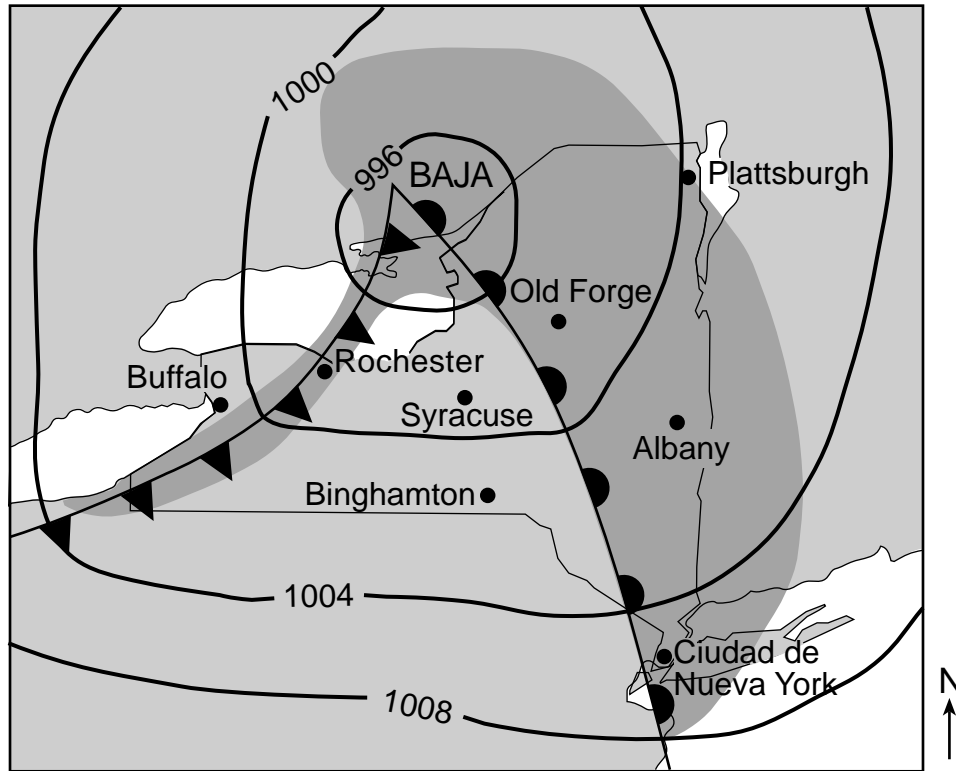 1000
996
BAJA
Plattsburgh
Old Forge
Rochester
Buffalo
Syracuse
Albany
Binghamton
1004
Ciudad de
Nueva York
1008
N